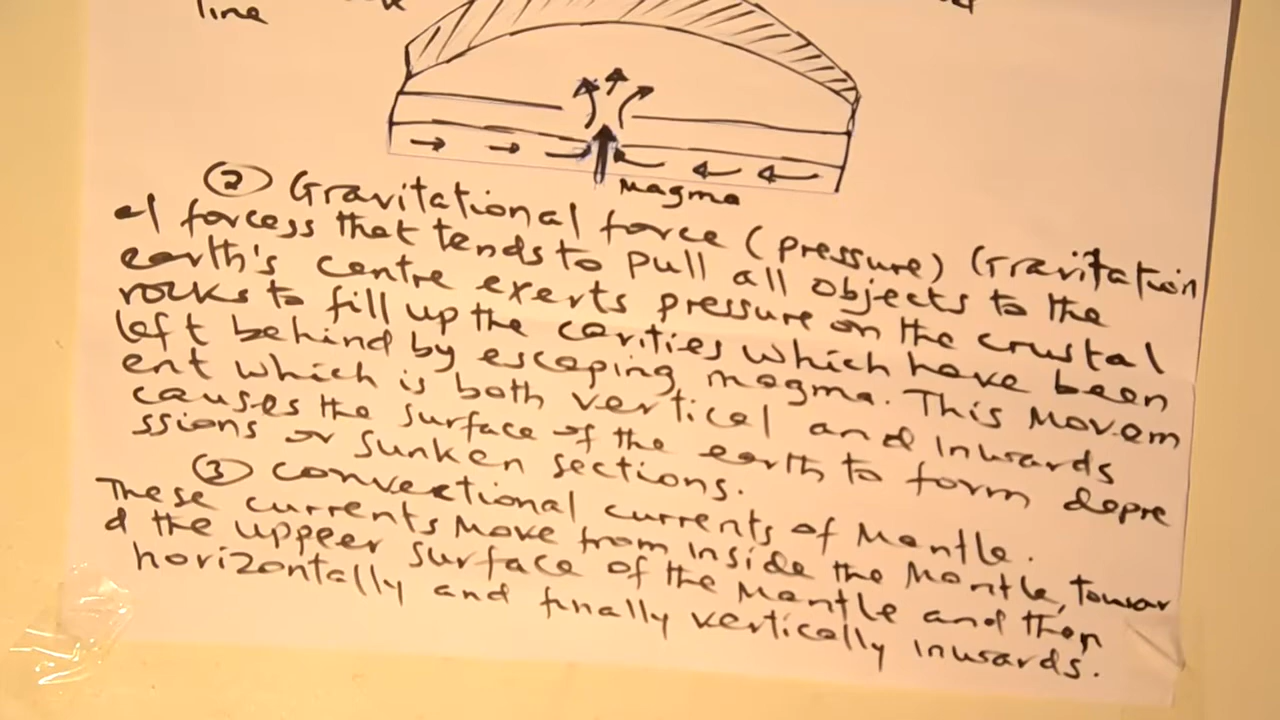 line
Magma
(2) Gravitational force (pressure) Gravitation
al forcess that tends to pull all objects to the
earth's centre exerts pressure on the crustal
rocks to fill up the cavities which have been
left behind by escaping magma. This Movem
ent which is both vertical and inwards
causes the surface of the earth to form depre
ssions or sunken sections.
(3) Convectional currents of Mantle.
These currents Move from inside the Mantle, towar
d the uppeer surface of the Mantle and then
horizontally and finally vertically inwards.